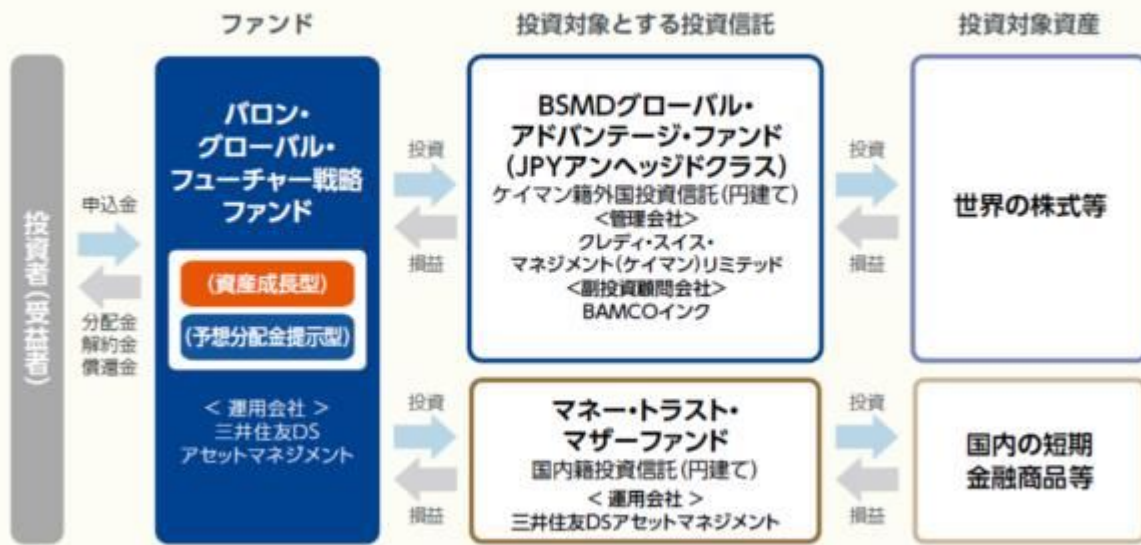 ファンド
投資対象とする投資信託
投資対象資産
投資者(受益者)
申込金
分配金
解約金
償還金
バロン・
グローバル・
フューチャー戦略
ファンド
(資産成長型)
(予想分配金提示型)
< 運用会社 >
三井住友DS
アセットマネジメント
投資
損益
BSMDグローバル・
アドバンテージ・ファンド
(JPYアンヘッジドクラス)
ケイマン籍外国投資信託(円建て)
<管理会社>
クレディ・スイス・
マネジメント(ケイマン)リミテッド
<副投資顧問会社>
BAMCOインク
投資
損益
世界の株式等
投資
損益
マネー・トラスト・
マザーファンド
国内籍投資信託(円建て)
< 運用会社 >
三井住友DSアセットマネジメント
投資
損益
国内の短期
金融商品等